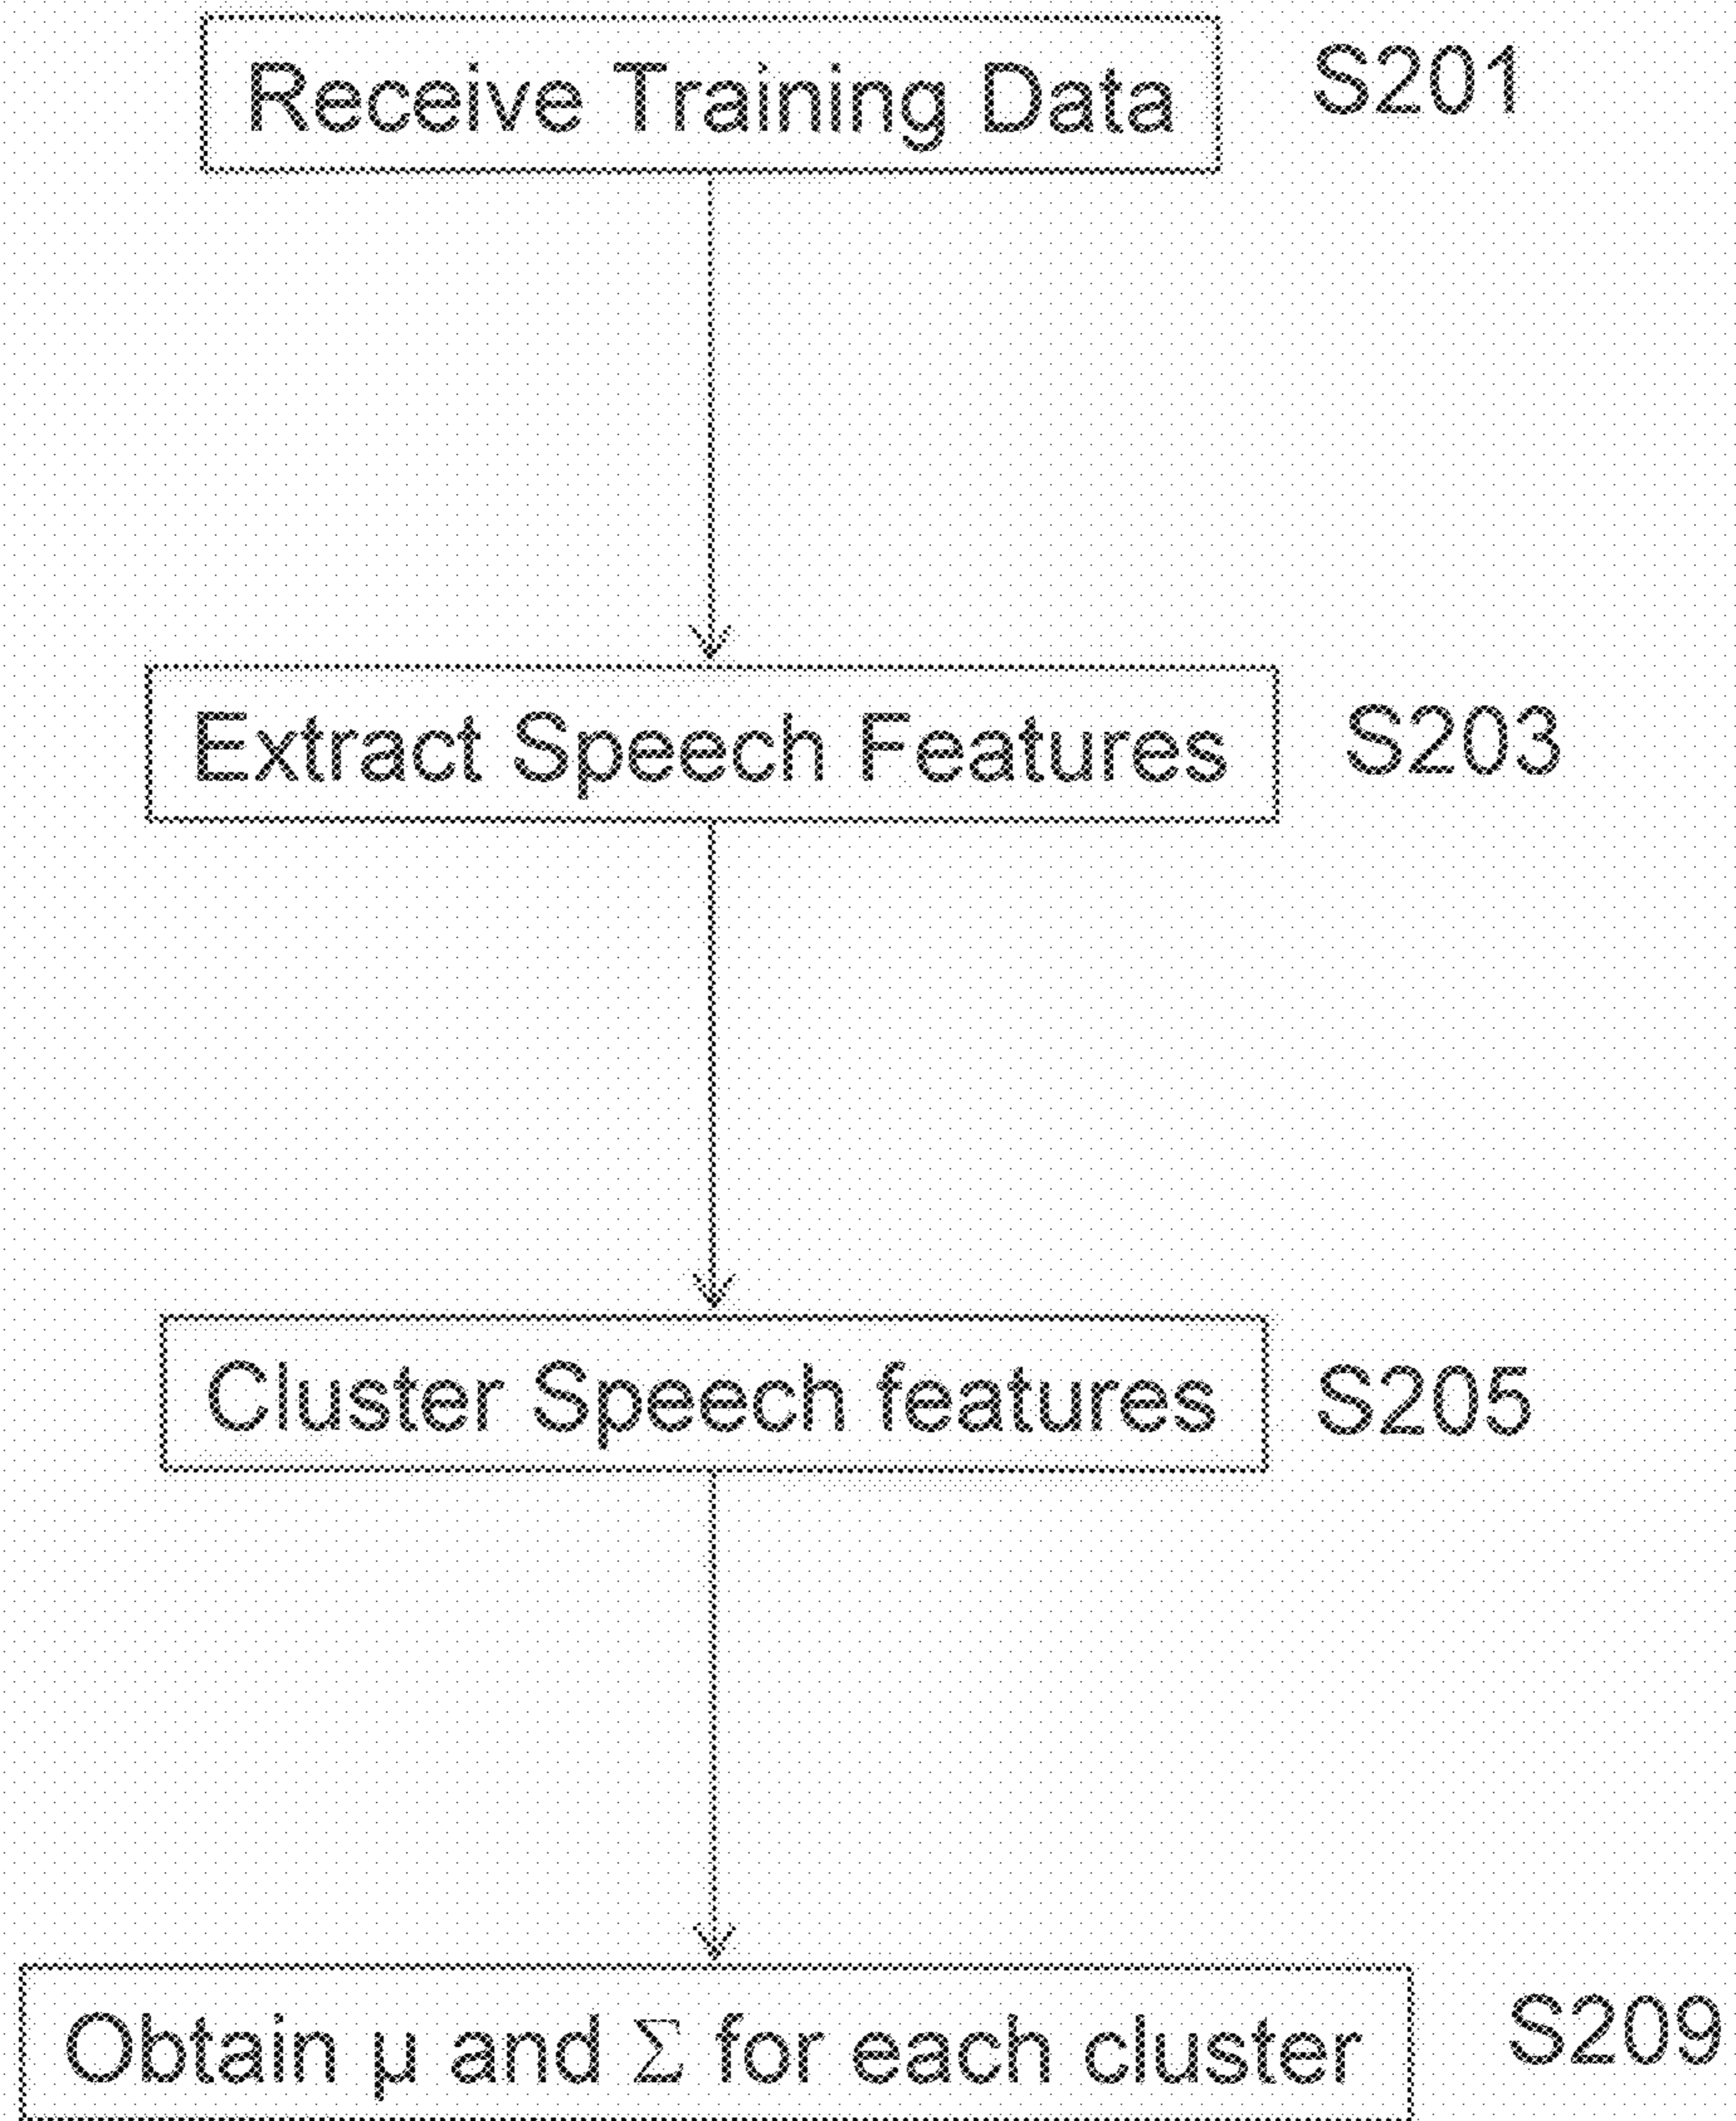 Receive Training Data S201
Extract Speech Features S203
Cluster Speech features S205
Obtain μ and Σ for each cluster S209